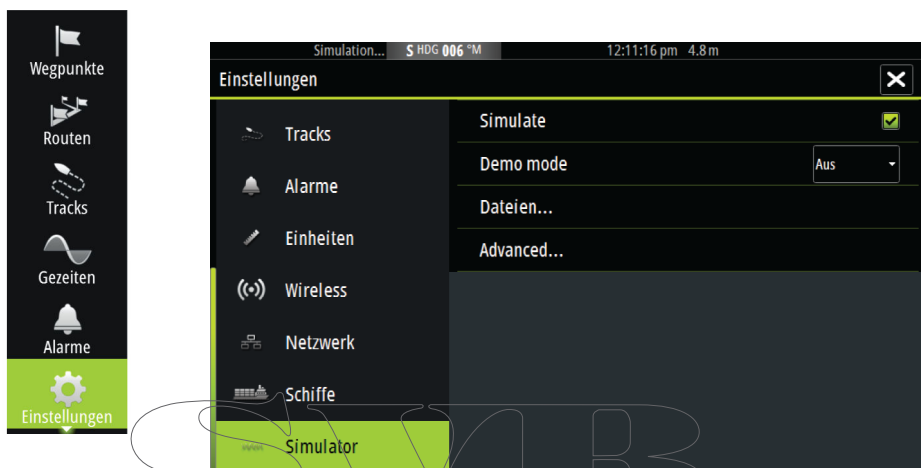 Wegpunkte
Routen
Tracks
Gezeiten
Alarme
Einstellungen
Simulation... S HDG 006 °M 12:11:16 pm 4.8 m
Einstellungen
Tracks
Alarme
Einheiten
Wireless
Netzwerk
Schiffe
Simulator
Simulate
Demo mode Aus
Dateien...
Advanced...
SVB